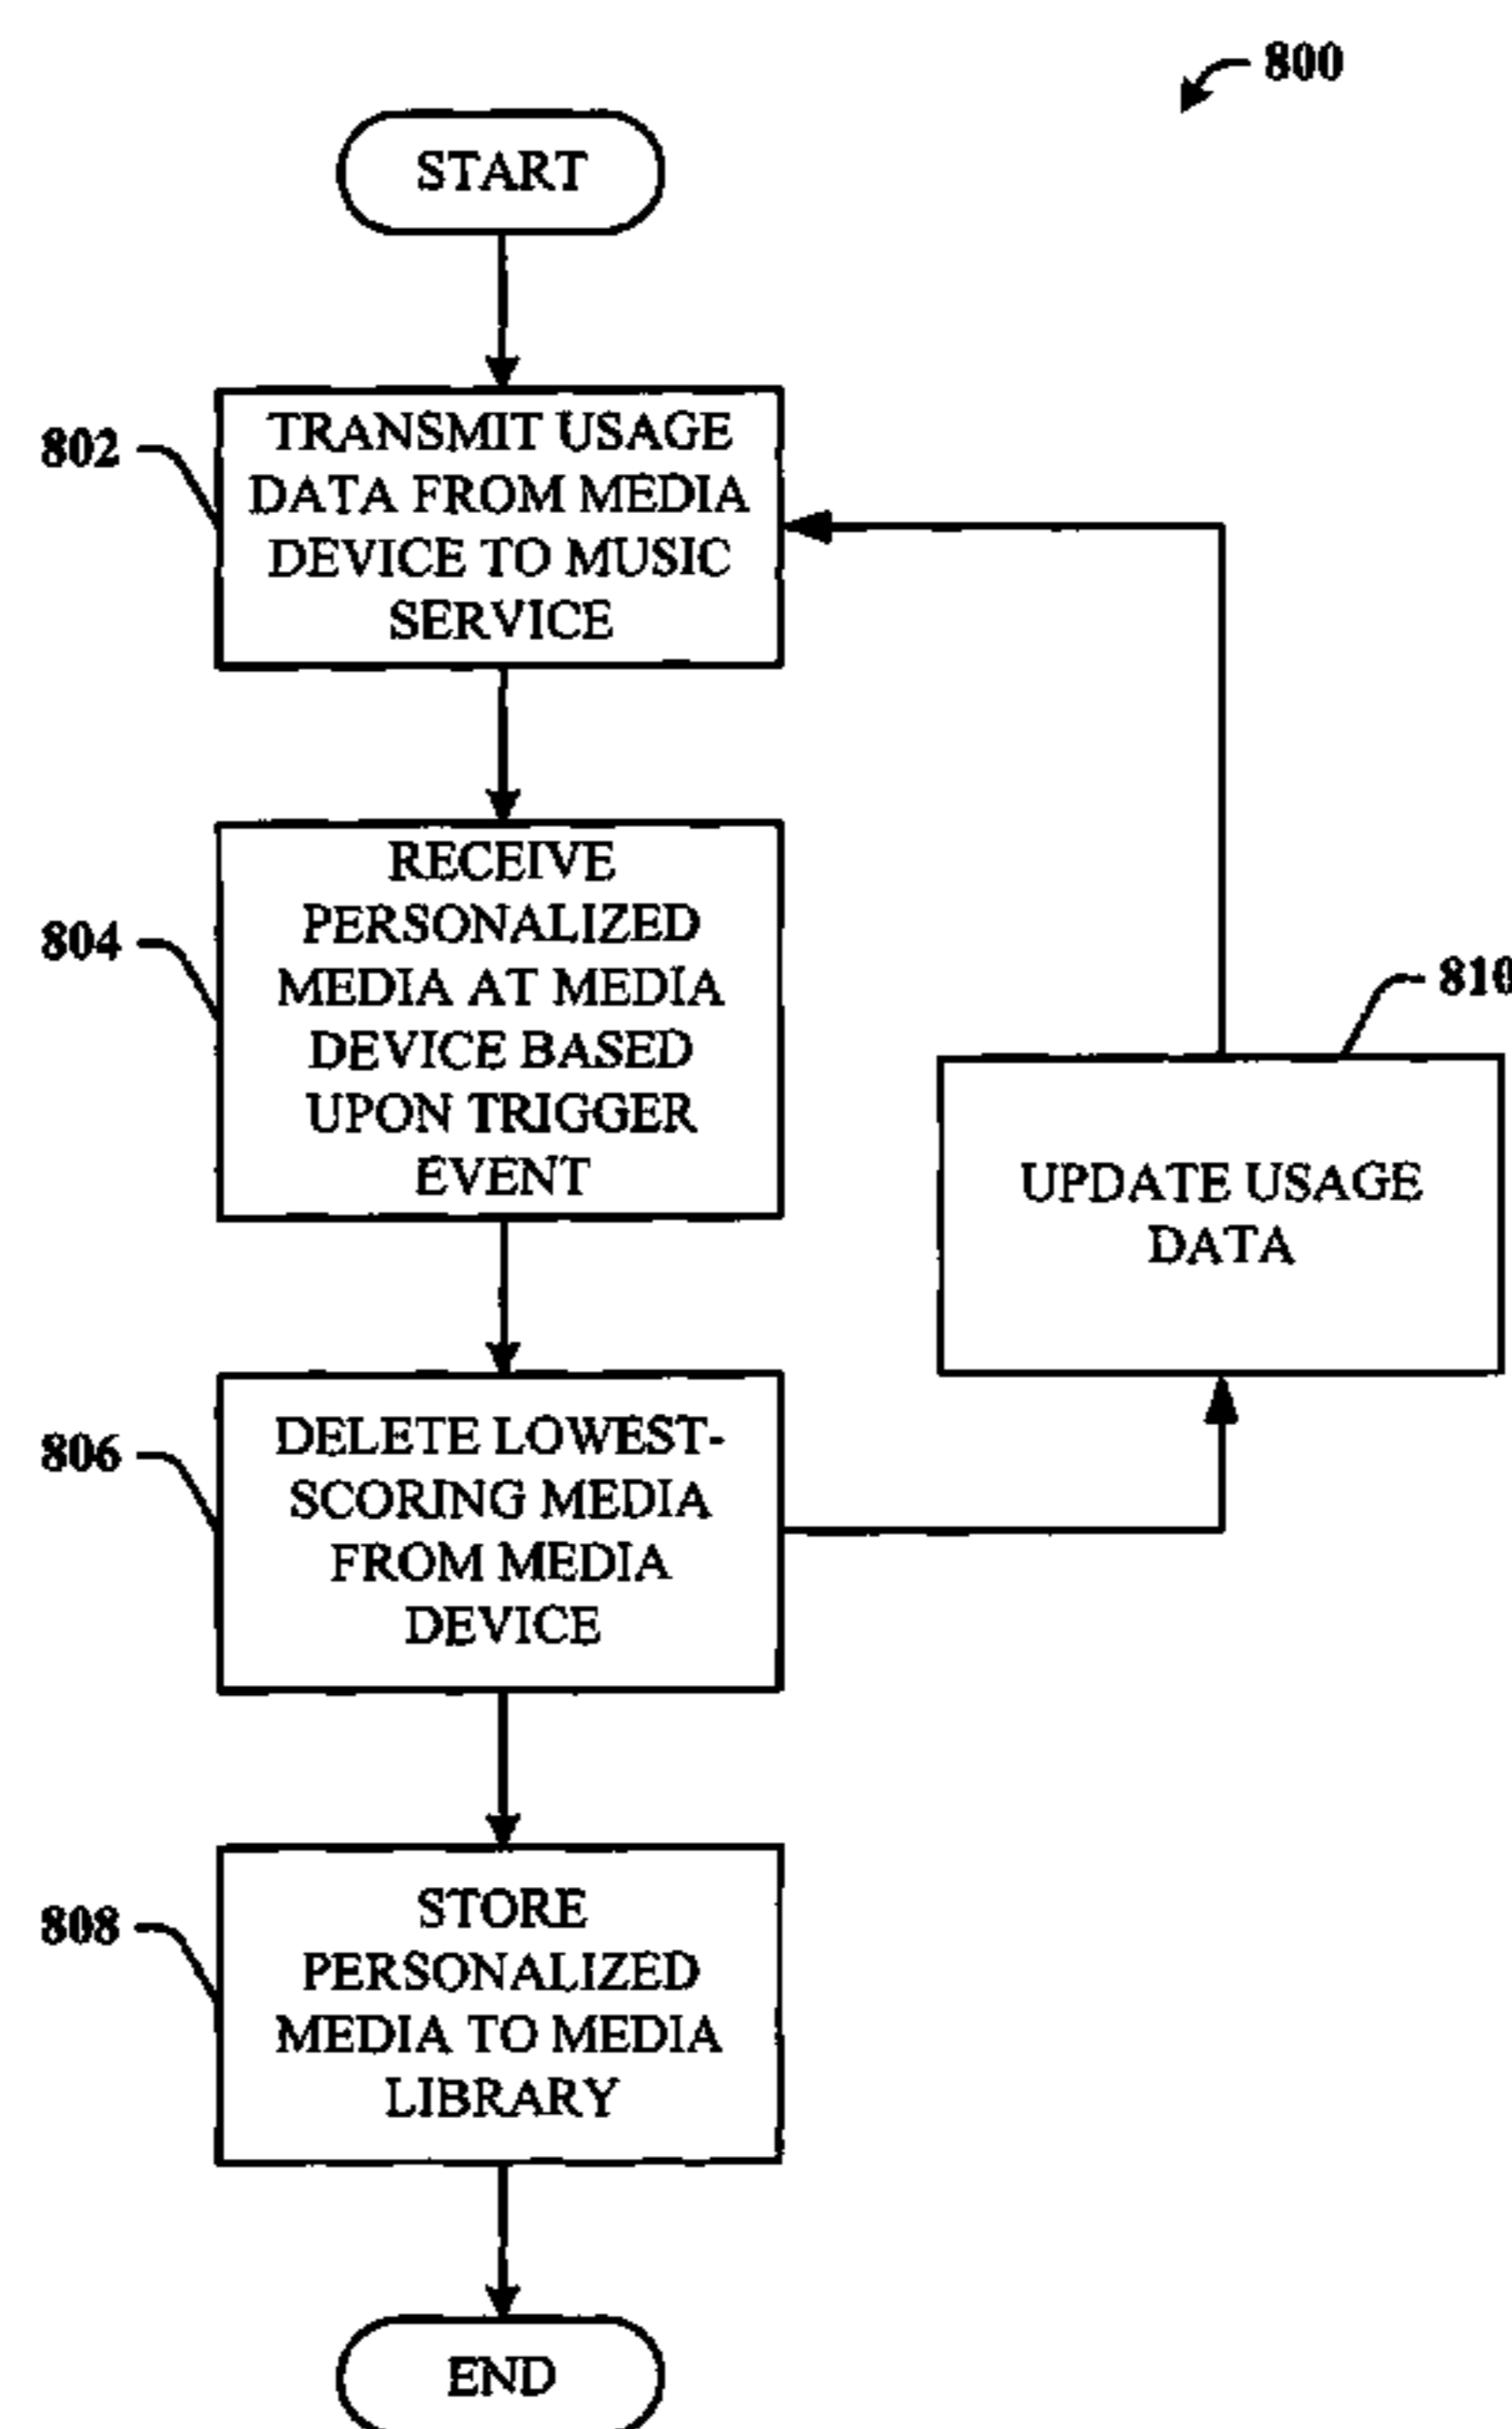 800
START
802
TRANSMIT USAGE
DATA FROM MEDIA
DEVICE TO MUSIC
SERVICE
804
RECEIVE
PERSONALIZED
MEDIA AT MEDIA
DEVICE BASED
UPON TRIGGER
EVENT
810
UPDATE USAGE
DATA
806
DELETE LOWEST-
SCORING MEDIA
FROM MEDIA
DEVICE
808
STORE
PERSONALIZED
MEDIA TO MEDIA
LIBRARY
END